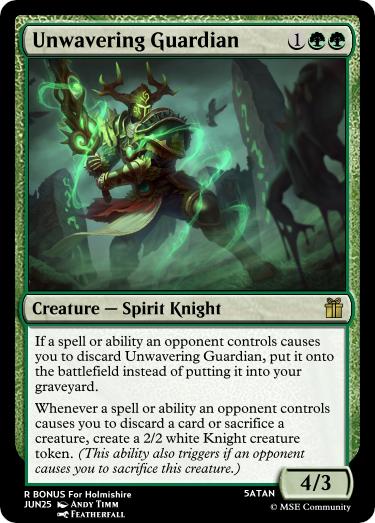 Unwavering Guardian 1
Creature — Spirit Knight
If a spell or ability an opponent controls causes
you to discard Unwavering Guardian, put it onto
the battlefield instead of putting it into your
graveyard.
Whenever a spell or ability an opponent controls
causes you to discard a card or sacrifice a
creature, create a 2/2 white Knight creature
token. (This ability also triggers if an opponent
causes you to sacrifice this creature.)
4/3
R BONUS For Holmishire 5ATAN © MSE Community
JUN25 Andy Timm
Featherfall